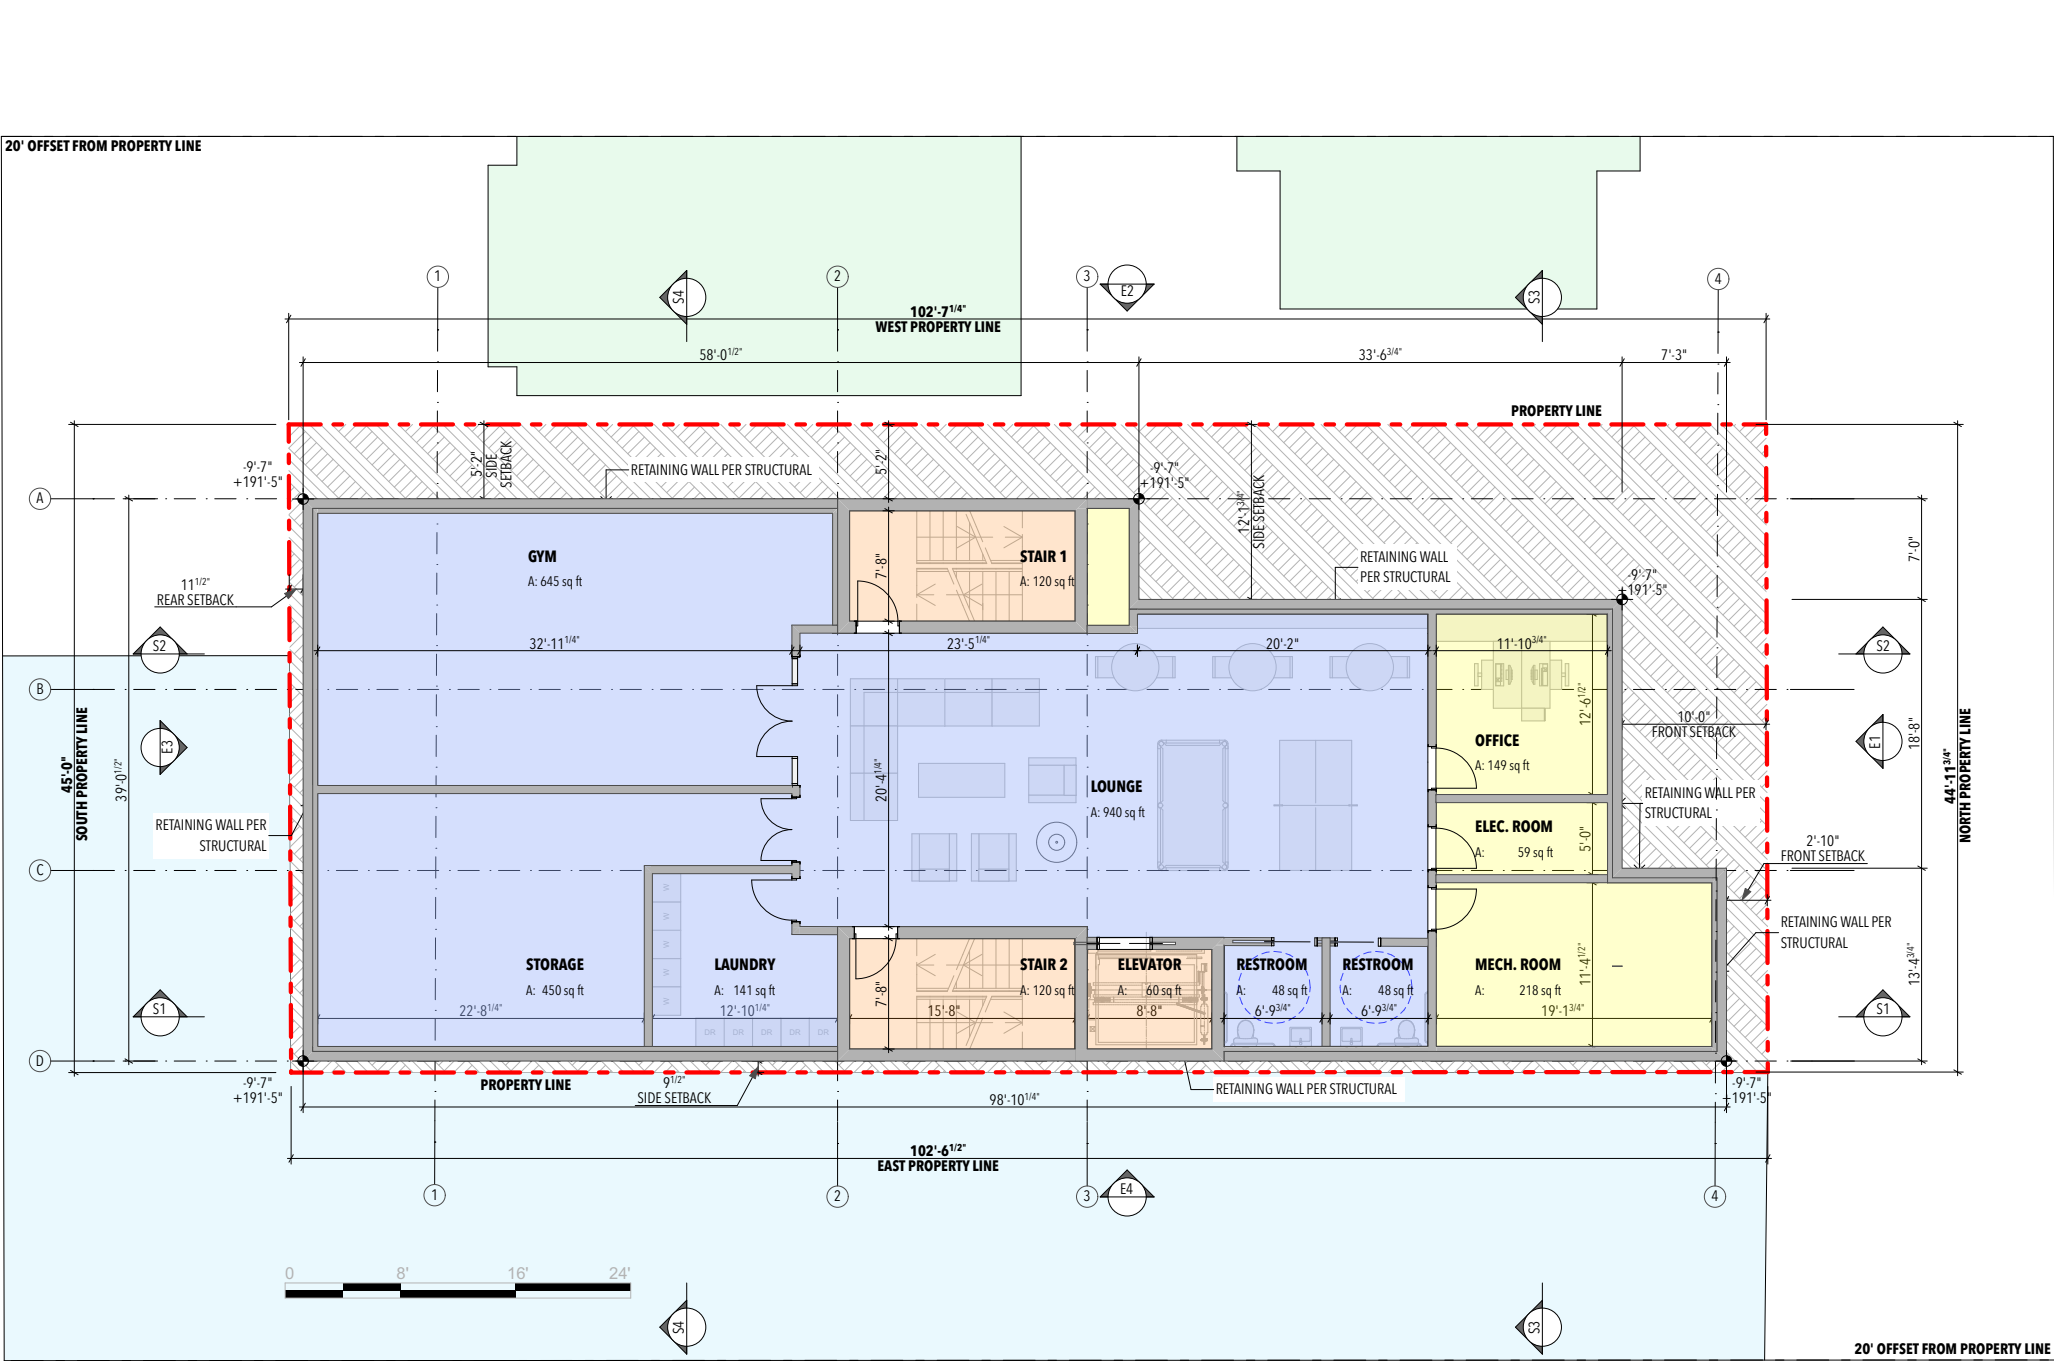 20' OFFSET FROM PROPERTY LINE
1
2
3
4
S4
E2
S3
102'-7 1/4"
WEST PROPERTY LINE
58'-0 1/2"
33'-6 3/4"
7'-3"
PROPERTY LINE
5'-2"
SIDE
SETBACK
RETAINING WALL PER STRUCTURAL
5'-2"
-9'-7"
+191'-5"
-9'-7"
+191'-5"
12'-1 3/4"
SIDE SETBACK
A
GYM
A: 645 sq ft
7'-8"
STAIR 1
A: 120 sq ft
RETAINING WALL
PER STRUCTURAL
-9'-7"
+191'-5"
7'-0"
11 1/2"
REAR SETBACK
S2
32'-11 1/4"
23'-5 1/4"
20'-2"
11'-10 3/4"
S2
B
12'-6 1/2"
10'-0"
FRONT SETBACK
45'-0"
SOUTH PROPERTY LINE
39'-0 1/2"
E3
OFFICE
A: 149 sq ft
E1
18'-8"
44'-11 3/4"
NORTH PROPERTY LINE
20'-4 1/4"
LOUNGE
A: 940 sq ft
RETAINING WALL PER
STRUCTURAL
RETAINING WALL PER
STRUCTURAL
ELEC. ROOM
A: 59 sq ft
5'-0"
2'-10"
FRONT SETBACK
C
W
W
W
W
W
RETAINING WALL PER
STRUCTURAL
STORAGE
A: 450 sq ft
LAUNDRY
A: 141 sq ft
7'-8"
STAIR 2
A: 120 sq ft
ELEVATOR
A: 60 sq ft
RESTROOM
A: 48 sq ft
RESTROOM
A: 48 sq ft
MECH. ROOM
A: 218 sq ft
11'-4 1/2"
13'-4 3/4"
S1
22'-8 1/4"
12'-10 1/4"
15'-8"
8'-8"
6'-9 3/4"
6'-9 3/4"
19'-1 3/4"
S1
DR
DR
DR
DR
DR
D
-9'-7"
+191'-5"
PROPERTY LINE
9 1/2"
SIDE SETBACK
RETAINING WALL PER STRUCTURAL
-9'-7"
+191'-5"
98'-10 1/4"
102'-6 1/2"
EAST PROPERTY LINE
1
2
3
E4
4
0
8'
16'
24'
S4
S3
20' OFFSET FROM PROPERTY LINE